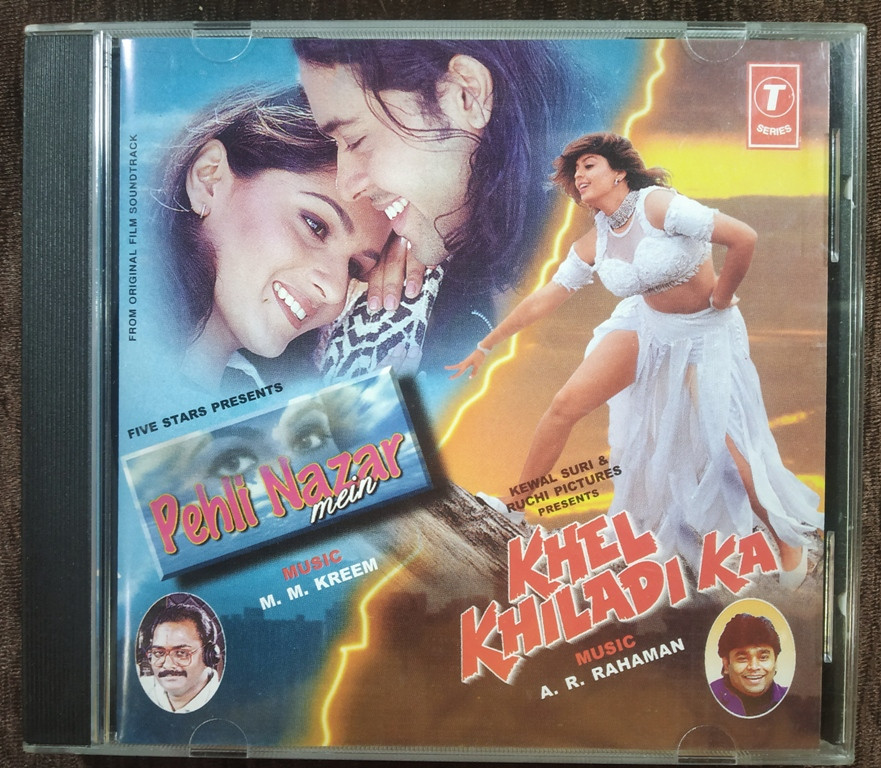 FROM ORIGINAL FILM SOUNDTRACK
T
SERIES
FIVE STARS PRESENTS
Pehli Nazar
mein
MUSIC
M. M. KREEM
KEWAL SURI &
RUCHI PICTURES
PRESENTS
KHEL
KHILADI KA
MUSIC
A. R. RAHAMAN